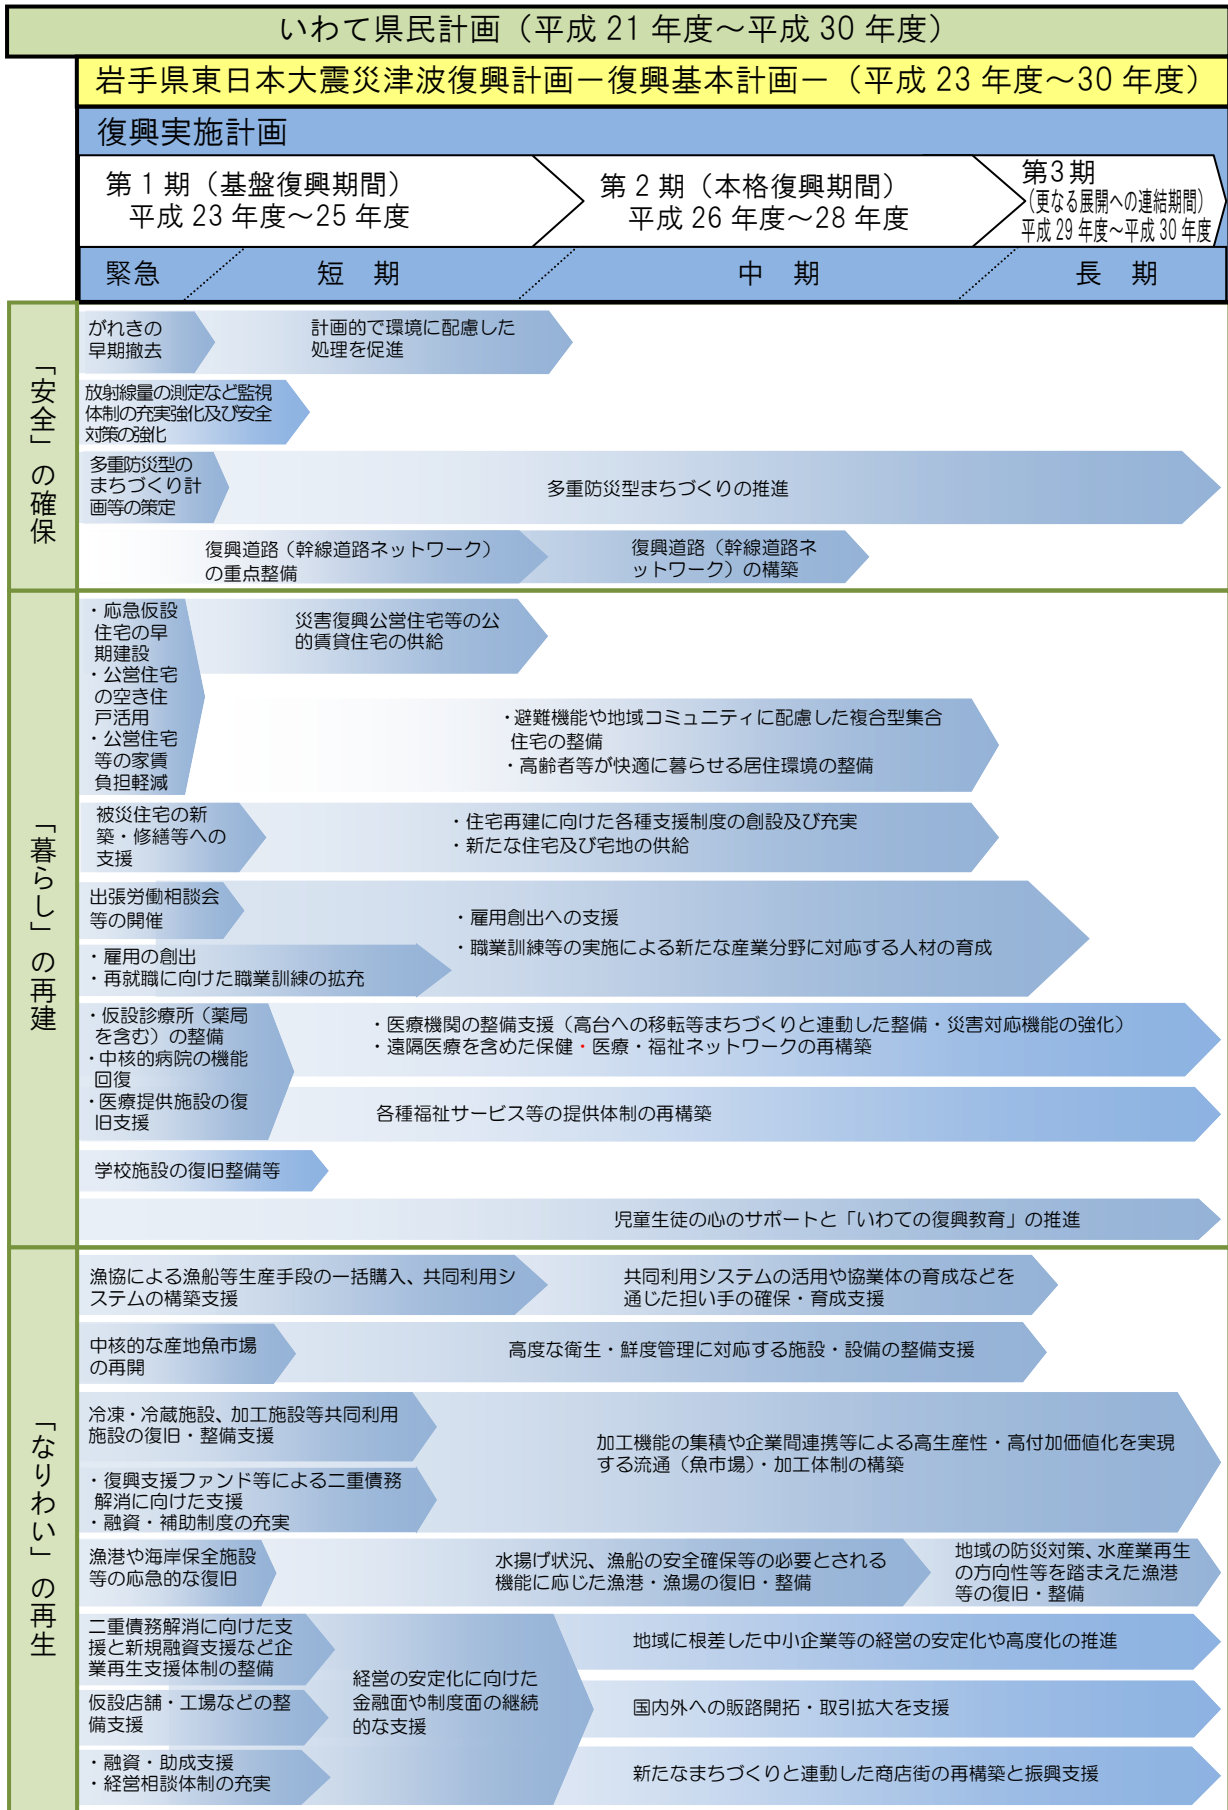 いわて県民計画（平成 21 年度～平成 30 年度）
岩手県東日本大震災津波復興計画－復興基本計画－（平成 23 年度～30 年度）
復興実施計画
第 1 期（基盤復興期間）
平成 23 年度～25 年度
第 2 期（本格復興期間）
平成 26 年度～28 年度
第3 期
（更なる展開への連結期間）
平成 29 年度～平成 30 年度
緊急
短　期
中　期
長　期
「安全」の確保
がれきの
早期撤去
計画的で環境に配慮した
処理を促進
放射線量の測定など監視
体制の充実強化及び安全
対策の強化
多重防災型の
まちづくり計
画等の策定
多重防災型まちづくりの推進
復興道路（幹線道路ネットワーク）
の重点整備
復興道路（幹線道路ネ
ットワーク）の構築
「暮らし」の再建
・応急仮設
住宅の早
期建設
・公営住宅
の空き住
戸活用
・公営住宅
等の家賃
負担軽減
災害復興公営住宅等の公
的賃貸住宅の供給
・避難機能や地域コミュニティに配慮した複合型集合
住宅の整備
・高齢者等が快適に暮らせる居住環境の整備
被災住宅の新
築・修繕等への
支援
・住宅再建に向けた各種支援制度の創設及び充実
・新たな住宅及び宅地の供給
出張労働相談会
等の開催
・雇用の創出
・再就職に向けた職業訓練の拡充
・雇用創出への支援
・職業訓練等の実施による新たな産業分野に対応する人材の育成
・仮設診療所（薬局
を含む）の整備
・中核的病院の機能
回復
・医療提供施設の復
旧支援
・医療機関の整備支援（高台への移転等まちづくりと連動した整備・災害対応機能の強化）
・遠隔医療を含めた保健・医療・福祉ネットワークの再構築
各種福祉サービス等の提供体制の再構築
学校施設の復旧整備等
児童生徒の心のサポートと「いわての復興教育」の推進
「なりわい」の再生
漁協による漁船等生産手段の一括購入、共同利用シ
ステムの構築支援
共同利用システムの活用や協業体の育成などを
通じた担い手の確保・育成支援
中核的な産地魚市場
の再開
高度な衛生・鮮度管理に対応する施設・設備の整備支援
冷凍・冷蔵施設、加工施設等共同利用
施設の復旧・整備支援
・復興支援ファンド等による二重債務
解消に向けた支援
・融資・補助制度の充実
加工機能の集積や企業間連携等による高生産性・高付加価値化を実現
する流通（魚市場）・加工体制の構築
漁港や海岸保全施設
等の応急的な復旧
水揚げ状況、漁船の安全確保等の必要とされる
機能に応じた漁港・漁場の復旧・整備
地域の防災対策、水産業再生
の方向性等を踏まえた漁港
等の復旧・整備
二重債務解消に向けた支
援と新規融資支援など企
業再生支援体制の整備
仮設店舗・工場などの整
備支援
・融資・助成支援
・経営相談体制の充実
経営の安定化に向けた
金融面や制度面の継続
的な支援
地域に根差した中小企業等の経営の安定化や高度化の推進
国内外への販路開拓・取引拡大を支援
新たなまちづくりと連動した商店街の再構築と振興支援